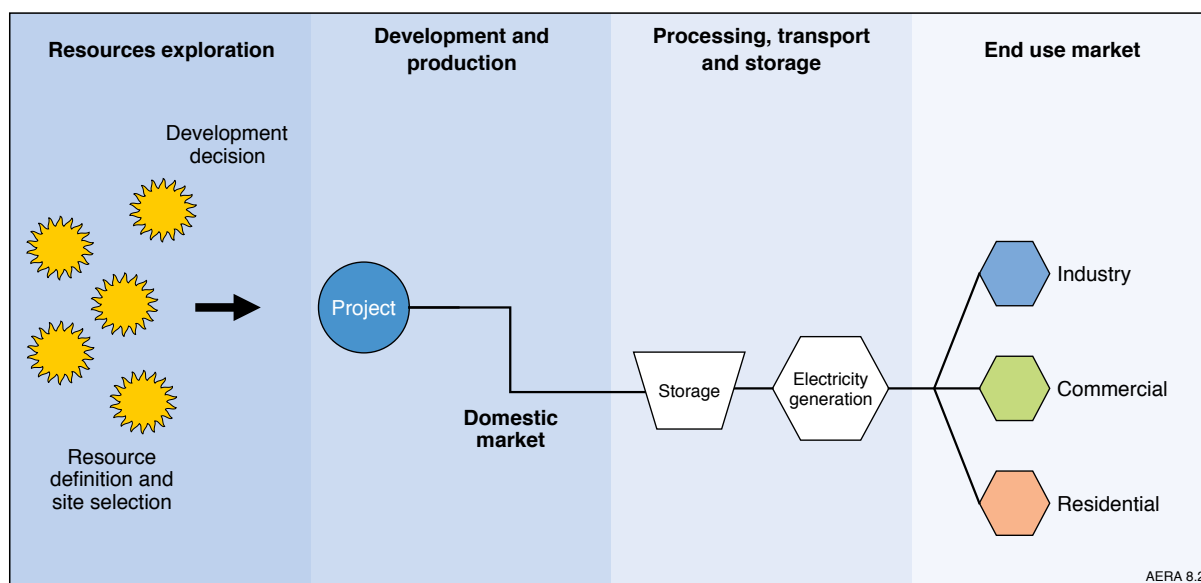 Resources exploration
Development and
production
Processing, transport
and storage
End use market
Development
decision
Resource
definition and
site selection
Project
Domestic
market
Storage
Electricity
generation
Industry
Commercial
Residential
AERA 8.2